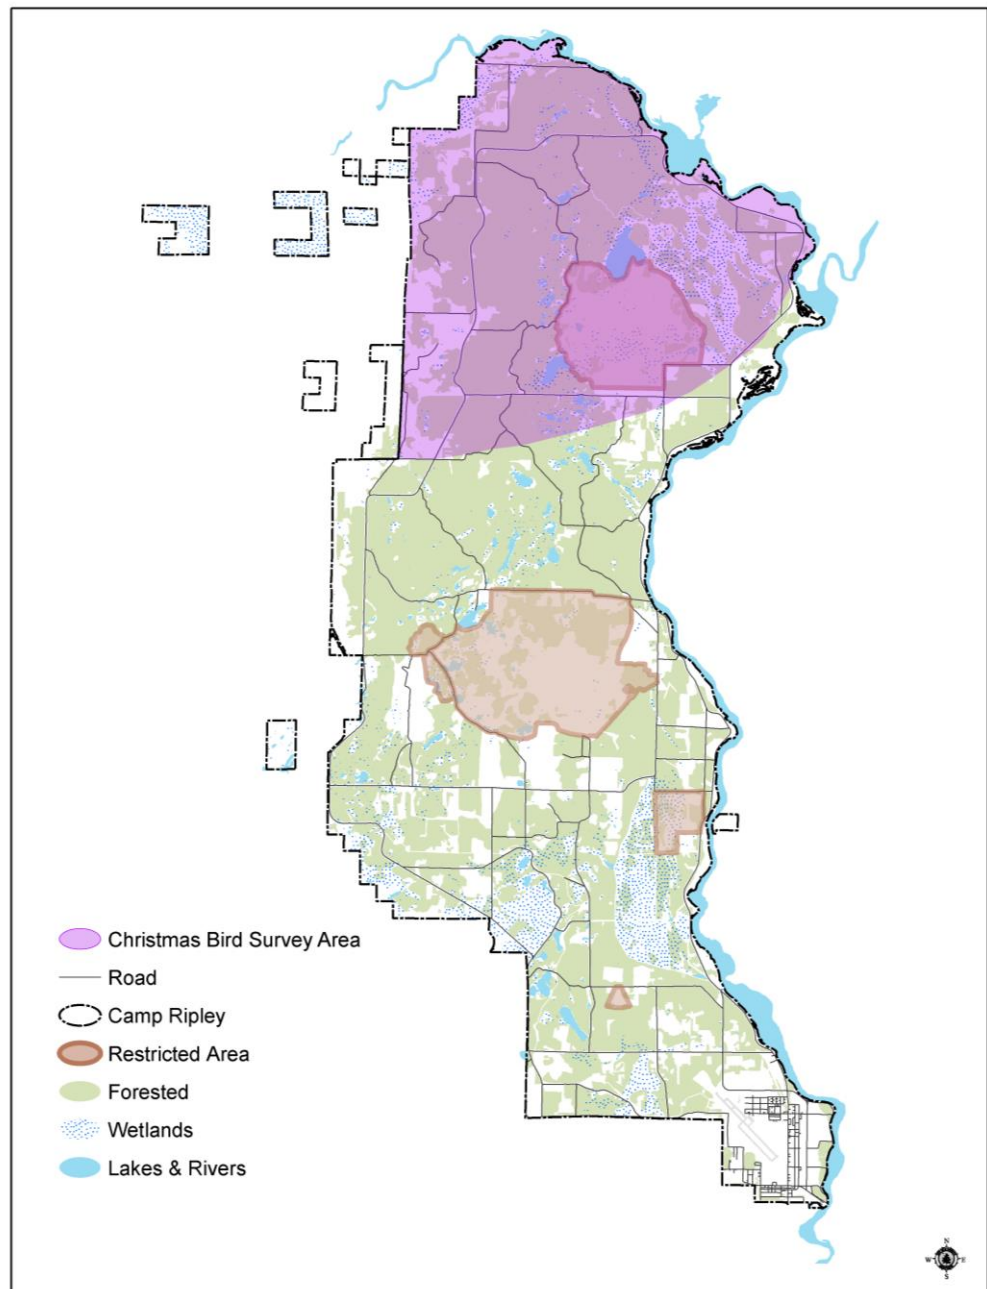 Christmas Bird Survey Area
Road
Camp Ripley
Restricted Area
Forested
Wetlands
Lakes & Rivers
N
W E
S